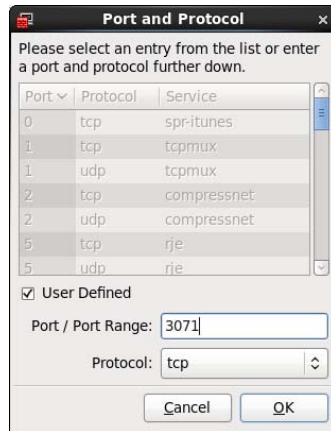 Port and Protocol
Please select an entry from the list or enter
a port and protocol further down.
Port Protocol Service
0 tcp spr-itunes
1 tcp tcpmux
1 udp tcpmux
2 tcp compressnet
2 udp compressnet
5 tcp rje
5 udp rje
User Defined
Port / Port Range: 3071
Protocol: tcp
Cancel OK